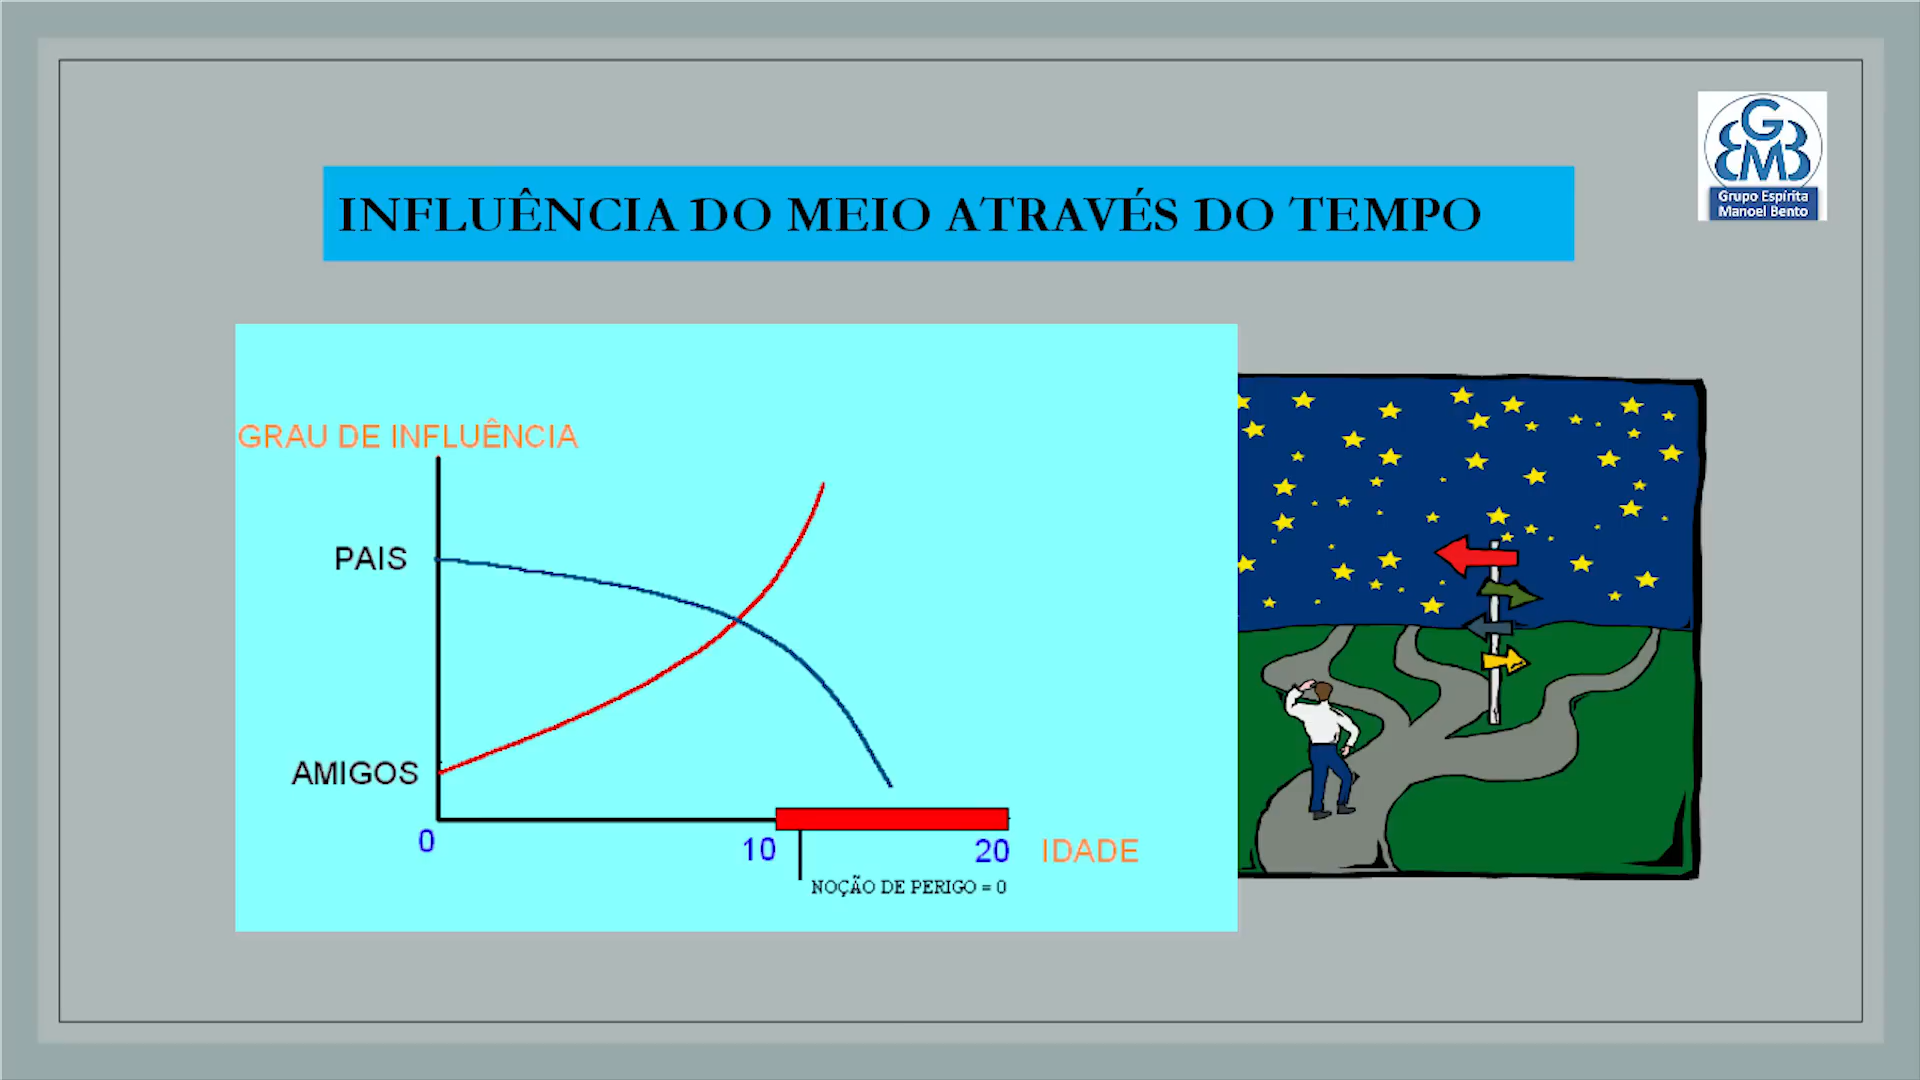 Grupo Espírita
Manoel Bento
INFLUÊNCIA DO MEIO ATRAVÉS DO TEMPO
GRAU DE INFLUÊNCIA
PAIS
AMIGOS
0
10
20
IDADE
NOÇÃO DE PERIGO = 0